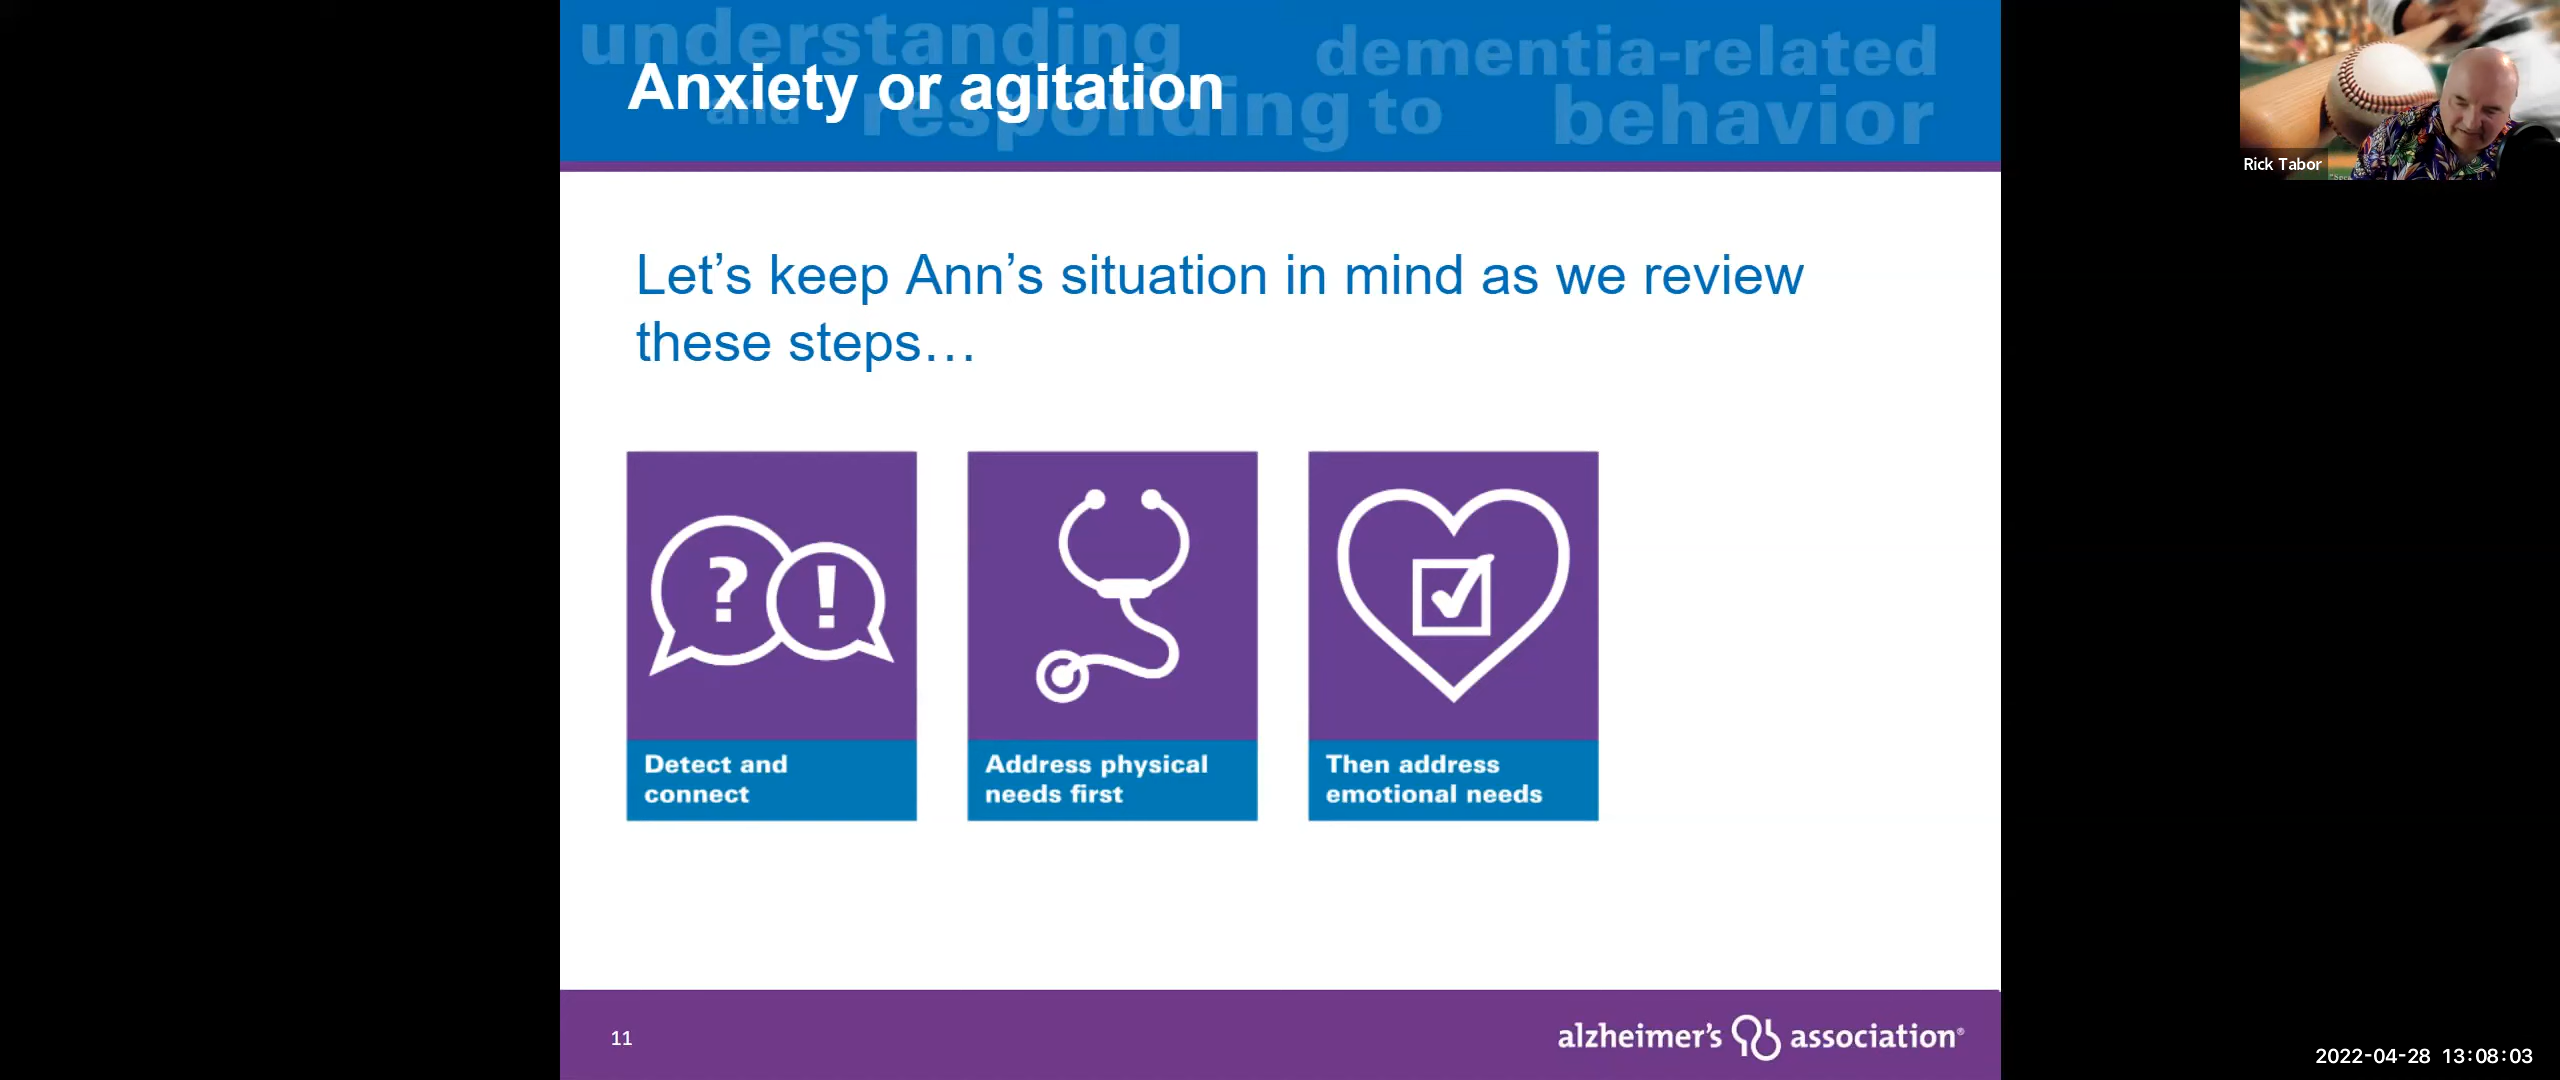 understanding
dementia-related
Anxiety or agitation
and responding to
behavior
Rick Tabor
Let’s keep Ann’s situation in mind as we review
these steps…
?
!
Detect and
connect
Address physical
needs first
Then address
emotional needs
11
alzheimer's association®
2022-04-28 13:08:03